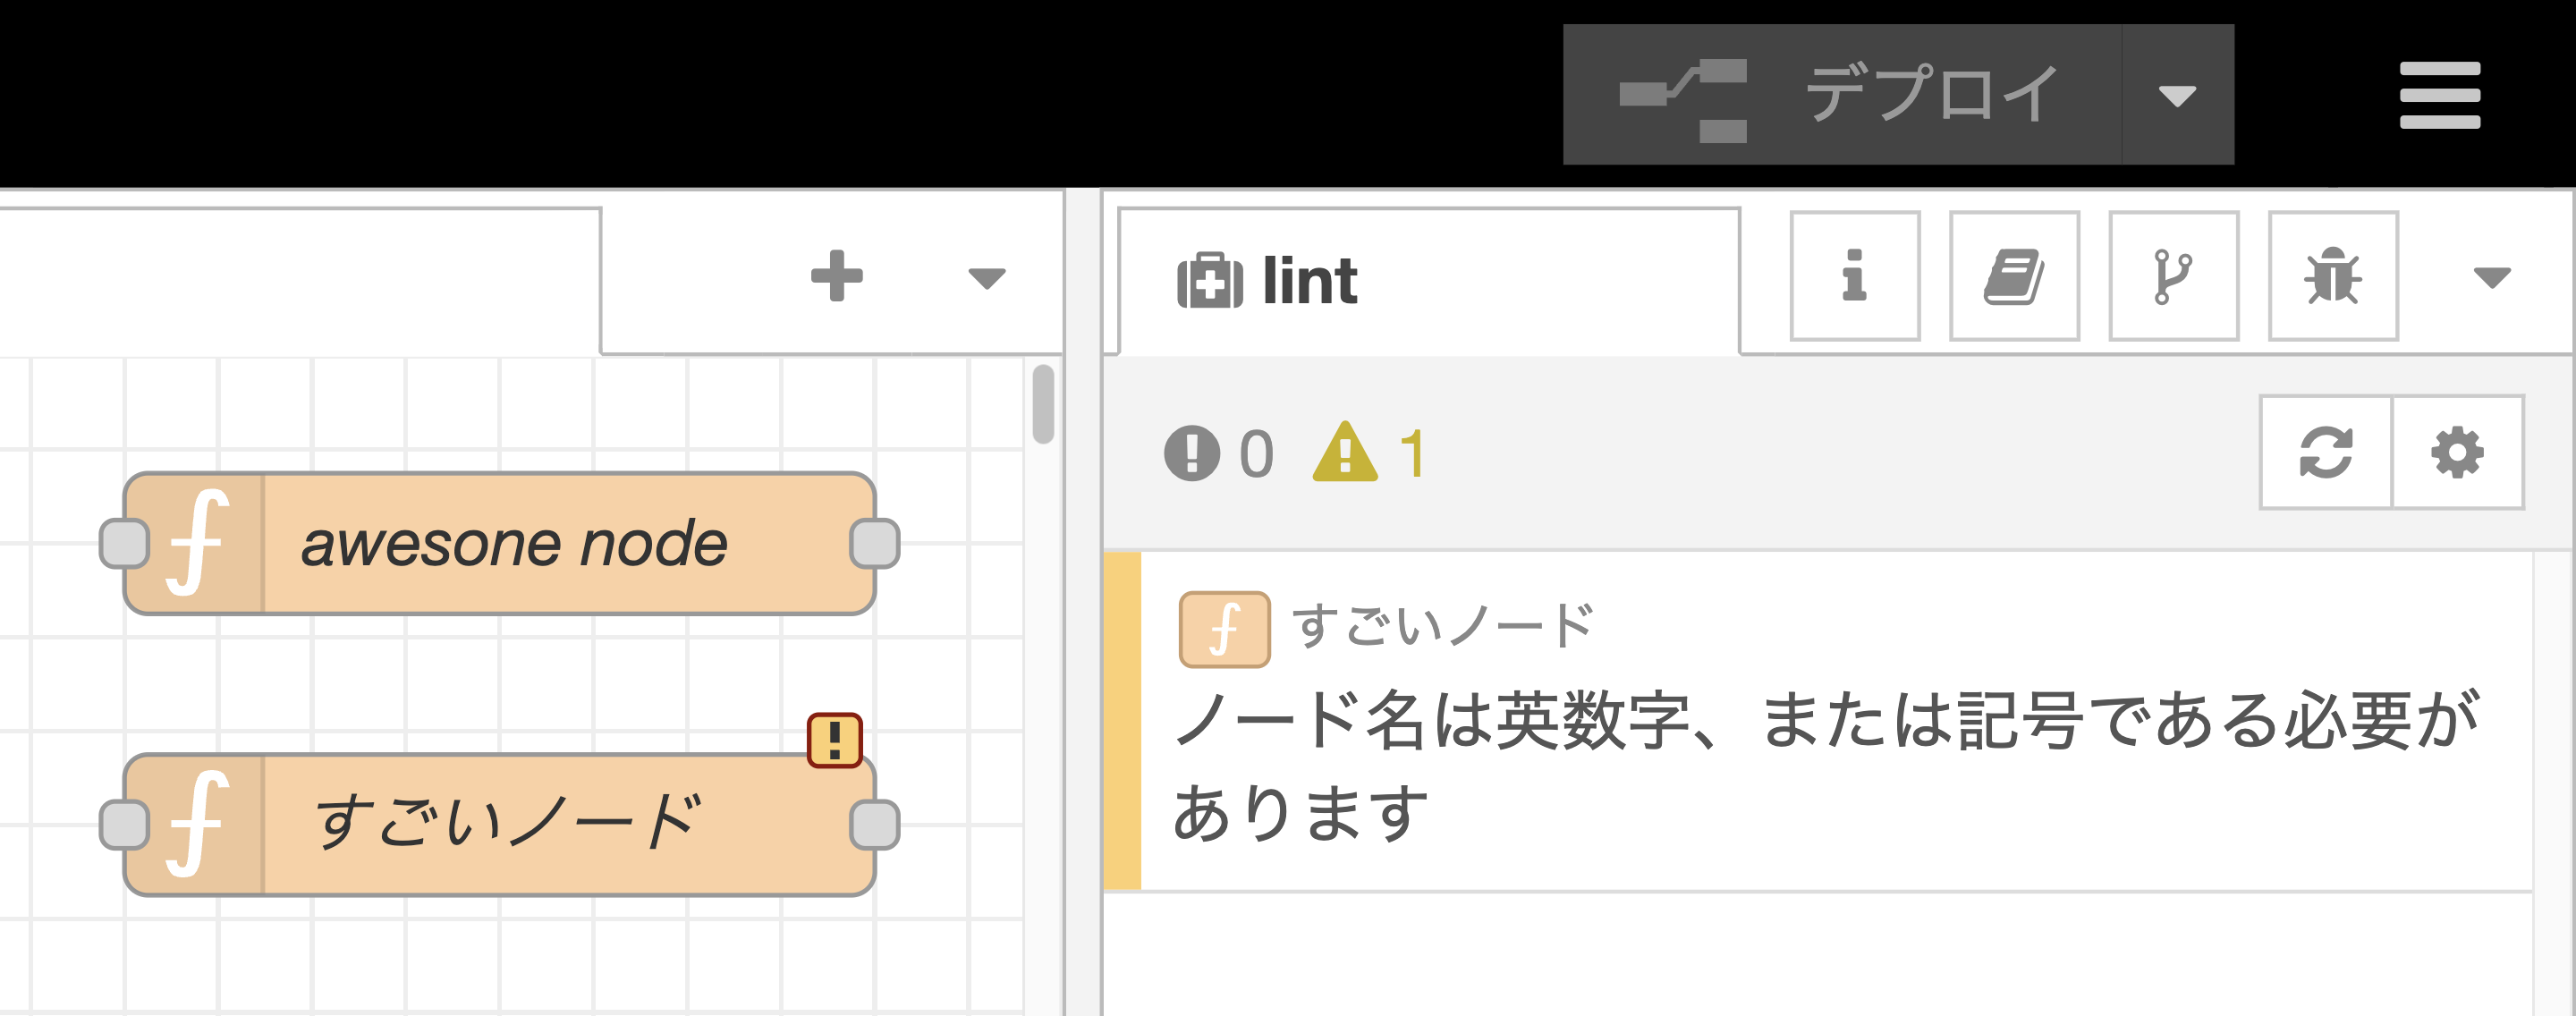 デプロイ
lint
0 1
awesone node
すごいノード
すごいノード
ノード名は英数字、または記号である必要が
あります